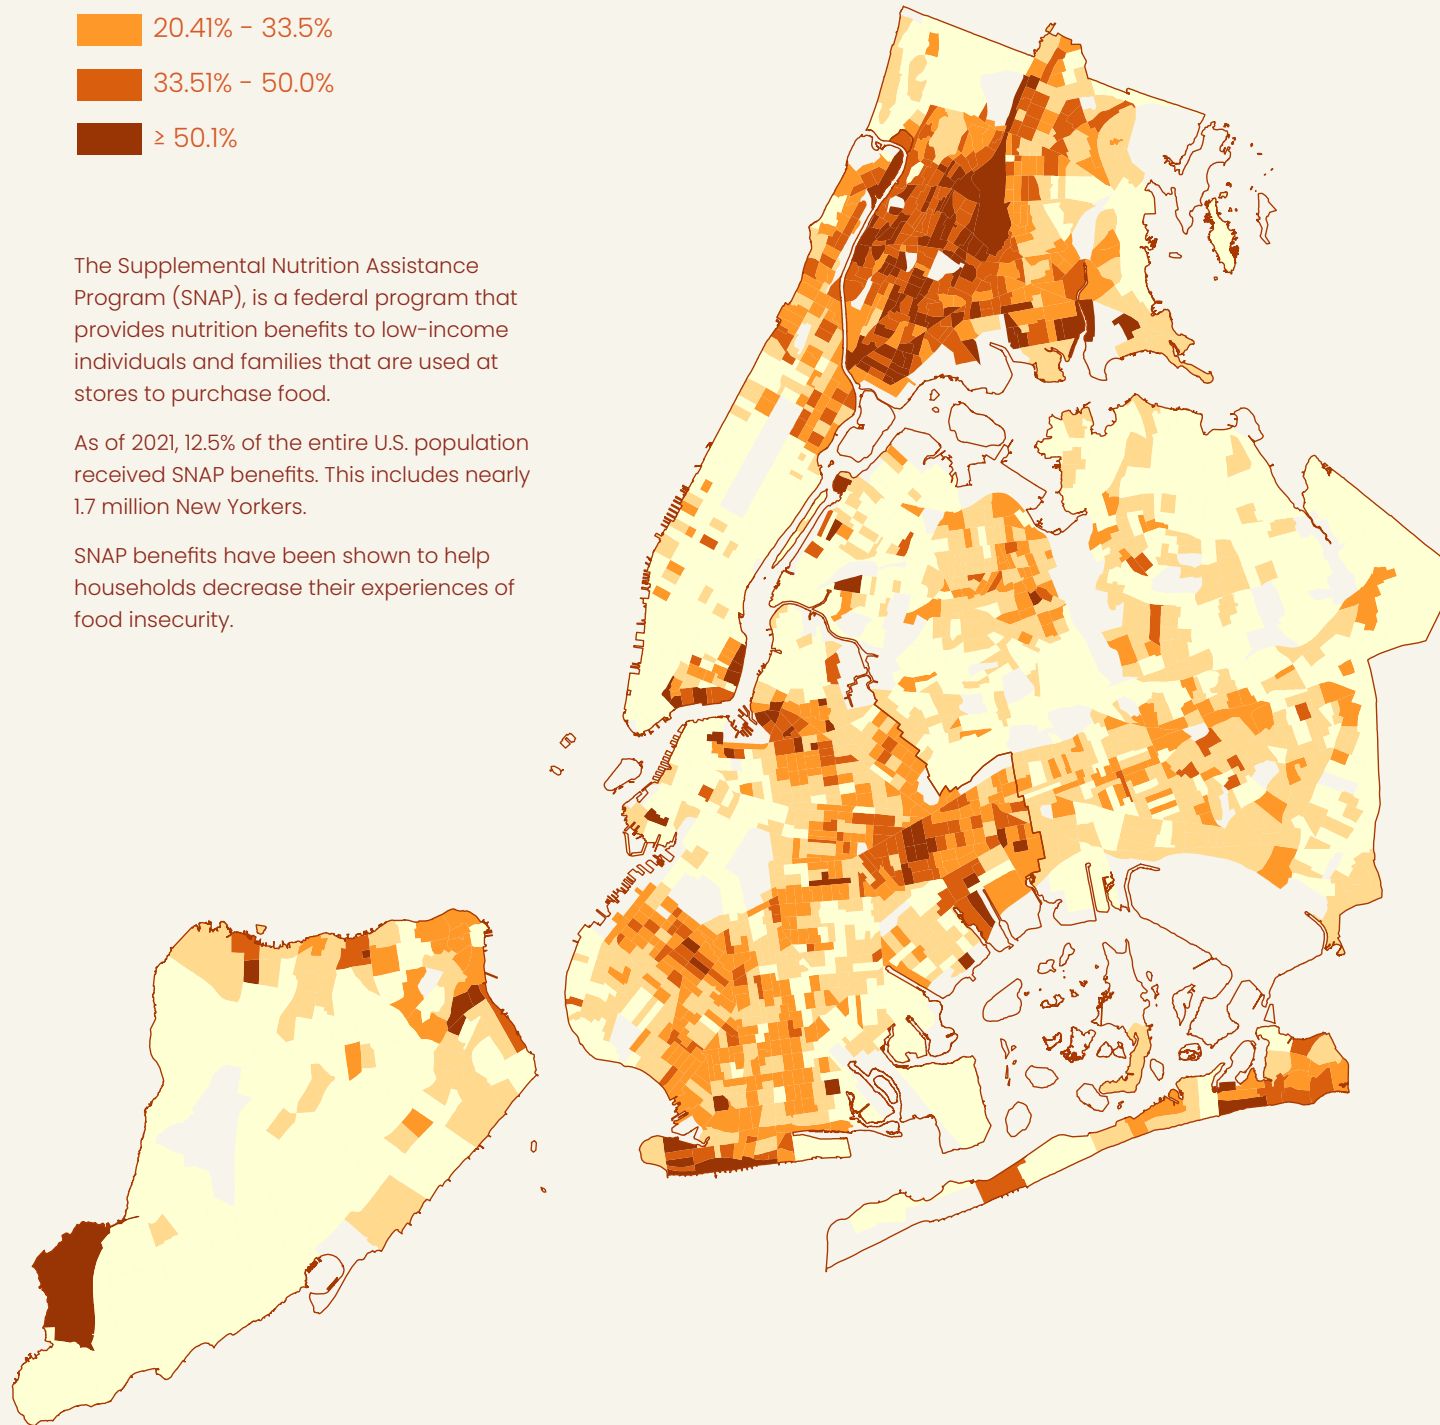 20.41% - 33.5%
33.51% - 50.0%
≥ 50.1%
The Supplemental Nutrition Assistance
Program (SNAP), is a federal program that
provides nutrition benefits to low-income
individuals and families that are used at
stores to purchase food.
As of 2021, 12.5% of the entire U.S. population
received SNAP benefits. This includes nearly
1.7 million New Yorkers.
SNAP benefits have been shown to help
households decrease their experiences of
food insecurity.